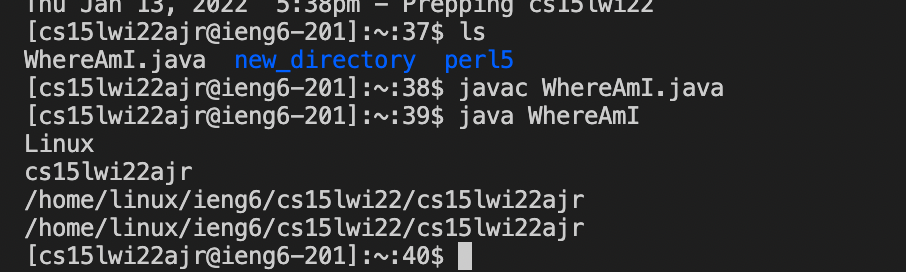 Thu Jan 13, 2022  5:38pm - Prepping cs15lwi22
[cs15lwi22ajr@ieng6-201]:~:37$ ls
WhereAmI.java  new_directory  perl5
[cs15lwi22ajr@ieng6-201]:~:38$ javac WhereAmI.java
[cs15lwi22ajr@ieng6-201]:~:39$ java WhereAmI
Linux
cs15lwi22ajr
/home/linux/ieng6/cs15lwi22/cs15lwi22ajr
/home/linux/ieng6/cs15lwi22/cs15lwi22ajr
[cs15lwi22ajr@ieng6-201]:~:40$